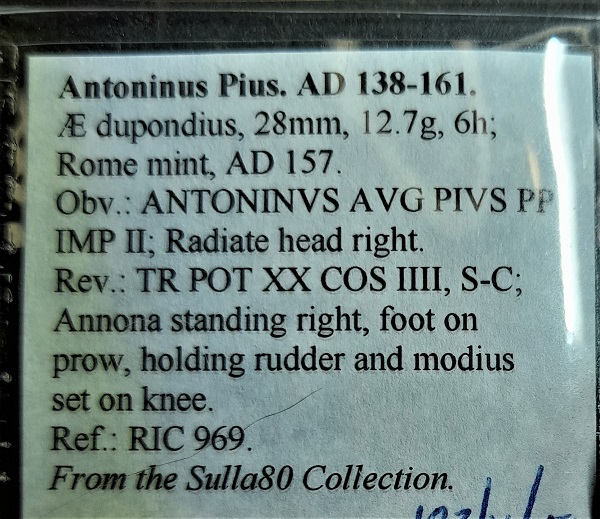 Antoninus Pius. AD 138-161.
Æ dupondius, 28mm, 12.7g, 6h;
Rome mint, AD 157.
Obv.: ANTONINVS AVG PIVS PP
IMP II; Radiate head right.
Rev.: TR POT XX COS IIII, S-C;
Annona standing right, foot on
prow, holding rudder and modius
set on knee.
Ref.: RIC 969.
From the Sulla80 Collection.